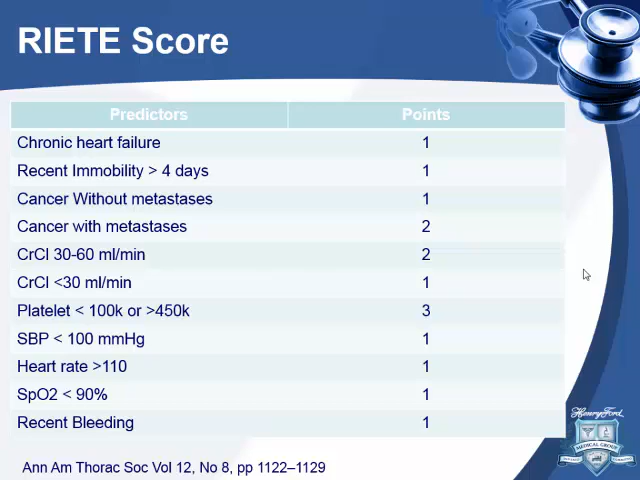 RIETE Score
Predictors Points
Chronic heart failure 1
Recent Immobility > 4 days 1
Cancer Without metastases 1
Cancer with metastases 2
CrCl 30-60 ml/min 2
CrCl <30 ml/min 1
Platelet < 100k or >450k 3
SBP < 100 mmHg 1
Heart rate >110 1
SpO2 < 90% 1
Recent Bleeding 1
Henry Ford
MEDICAL GROUP
Ann Am Thorac Soc Vol 12, No 8, pp 1122–1129